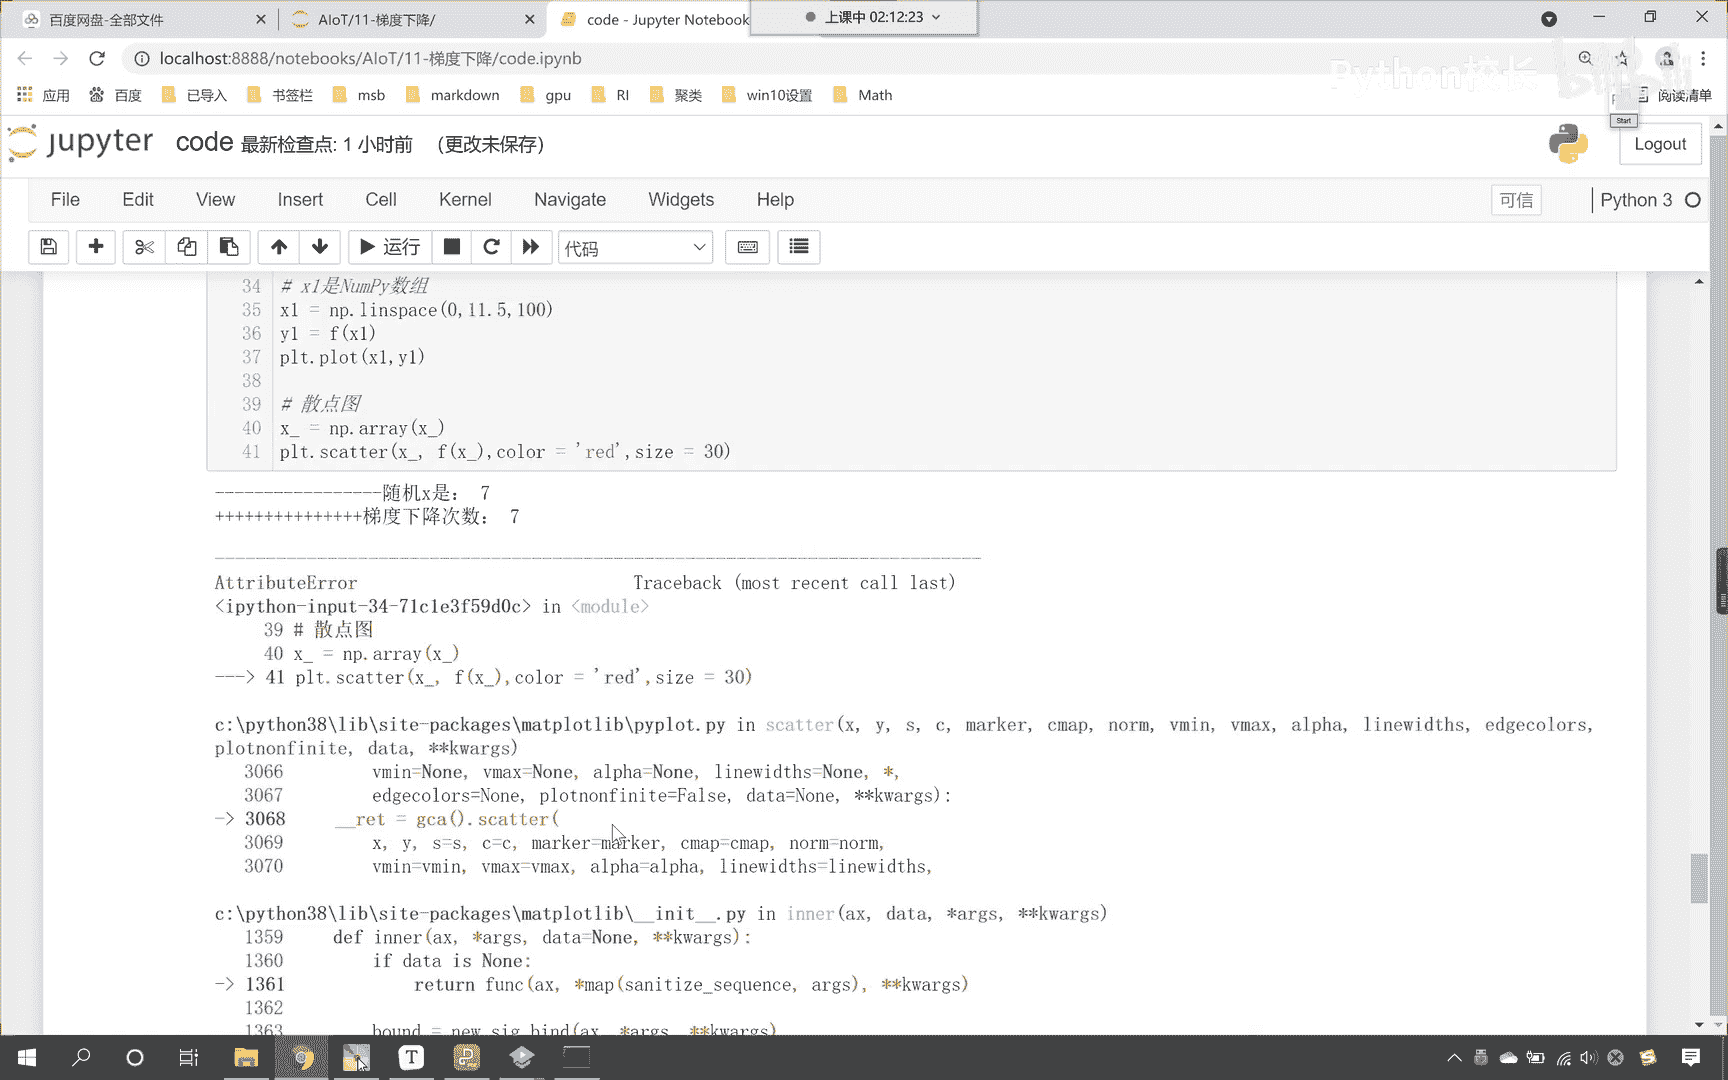 百度网盘-全部文件
AIoT/11-梯度下降/
code - Jupyter Notebook
上课中 02:12:23
localhost:8888/notebooks/AIoT/11-梯度下降/code.ipynb
Python校长
应用 百度 已导入 书签栏 msb markdown gpu RI 聚类 win10设置 Math 阅读清单
Start
jupyter code 最新检查点: 1 小时前 (更改未保存)
Logout
File Edit View Insert Cell Kernel Navigate Widgets Help 可信 Python 3
运行 代码
34 # x1是NumPy数组
35 x1 = np.linspace(0,11.5,100)
36 y1 = f(x1)
37 plt.plot(x1,y1)
38
39 # 散点图
40 x_ = np.array(x_)
41 plt.scatter(x_, f(x_),color = 'red',size = 30)
-----------------随机x是： 7
+++++++++++++++梯度下降次数： 7
---------------------------------------------------------------------------
AttributeError Traceback (most recent call last)
<ipython-input-34-71c1e3f59d0c> in <module>
39 # 散点图
40 x_ = np.array(x_)
---> 41 plt.scatter(x_, f(x_),color = 'red',size = 30)
c:\python38\lib\site-packages\matplotlib\pyplot.py in scatter(x, y, s, c, marker, cmap, norm, vmin, vmax, alpha, linewidths, edgecolors,
plotnonfinite, data, **kwargs)
3066 vmin=None, vmax=None, alpha=None, linewidths=None, *,
3067 edgecolors=None, plotnonfinite=False, data=None, **kwargs):
-> 3068 __ret = gca().scatter(
3069 x, y, s=s, c=c, marker=marker, cmap=cmap, norm=norm,
3070 vmin=vmin, vmax=vmax, alpha=alpha, linewidths=linewidths,
c:\python38\lib\site-packages\matplotlib\__init__.py in inner(ax, data, *args, **kwargs)
1359 def inner(ax, *args, data=None, **kwargs):
1360 if data is None:
-> 1361 return func(ax, *map(sanitize_sequence, args), **kwargs)
1362
1363 bound = new_sig.bind(ax, *args, **kwargs)